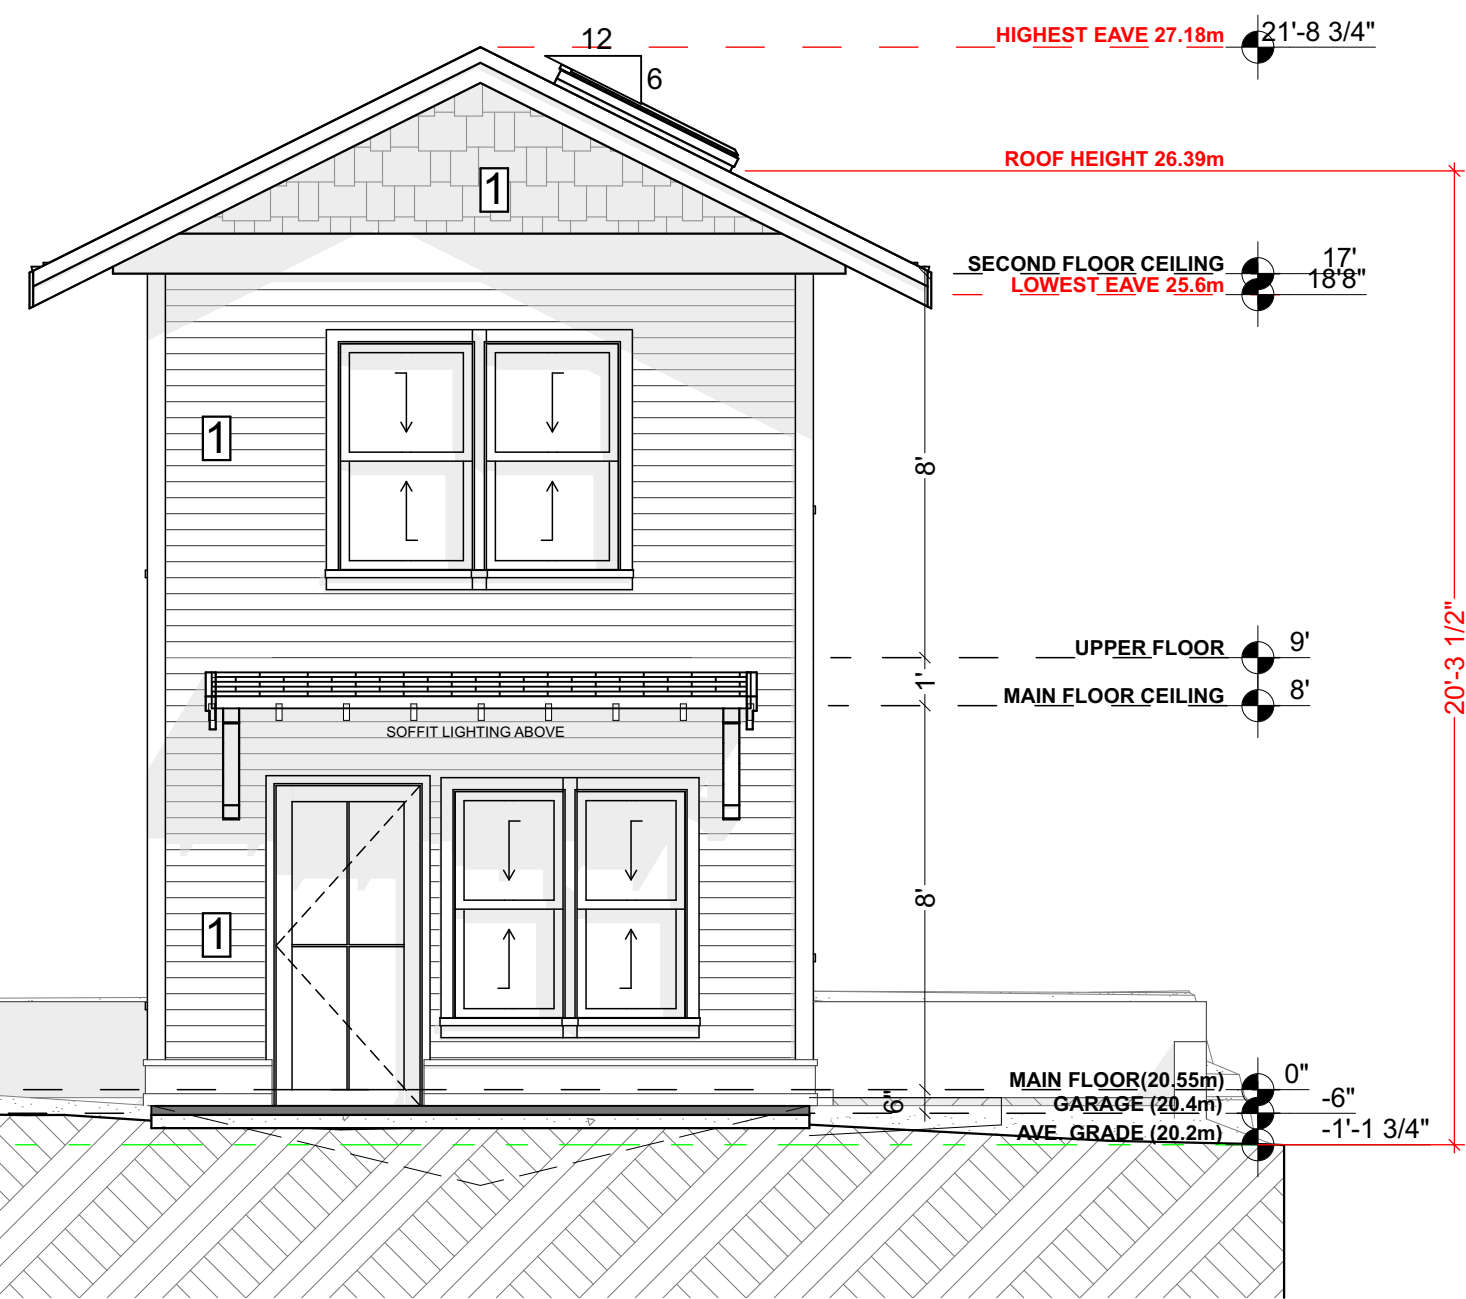 12
6
HIGHEST EAVE 27.18m
21'-8 3/4"
ROOF HEIGHT 26.39m
1
SECOND FLOOR CEILING
17'
LOWEST EAVE 25.6m
18'8"
1
8'
20'-3 1/2"
UPPER FLOOR
9'
1'
MAIN FLOOR CEILING
8'
SOFFIT LIGHTING ABOVE
8'
1
MAIN FLOOR(20.55m)
0"
6"
GARAGE (20.4m)
-6"
AVE. GRADE (20.2m)
-1'-1 3/4"